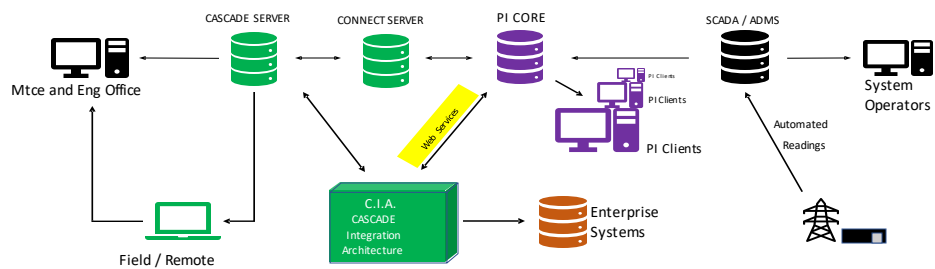 CASCADE SERVER
CONNECT SERVER
PI CORE
SCADA / ADMS
Mtce and Eng Office
PI Clients
PI Clients
PI Clients
System
Operators
Web Services
Automated
Readings
C.I.A.
CASCADE
Integration
Architecture
Enterprise
Systems
Field / Remote